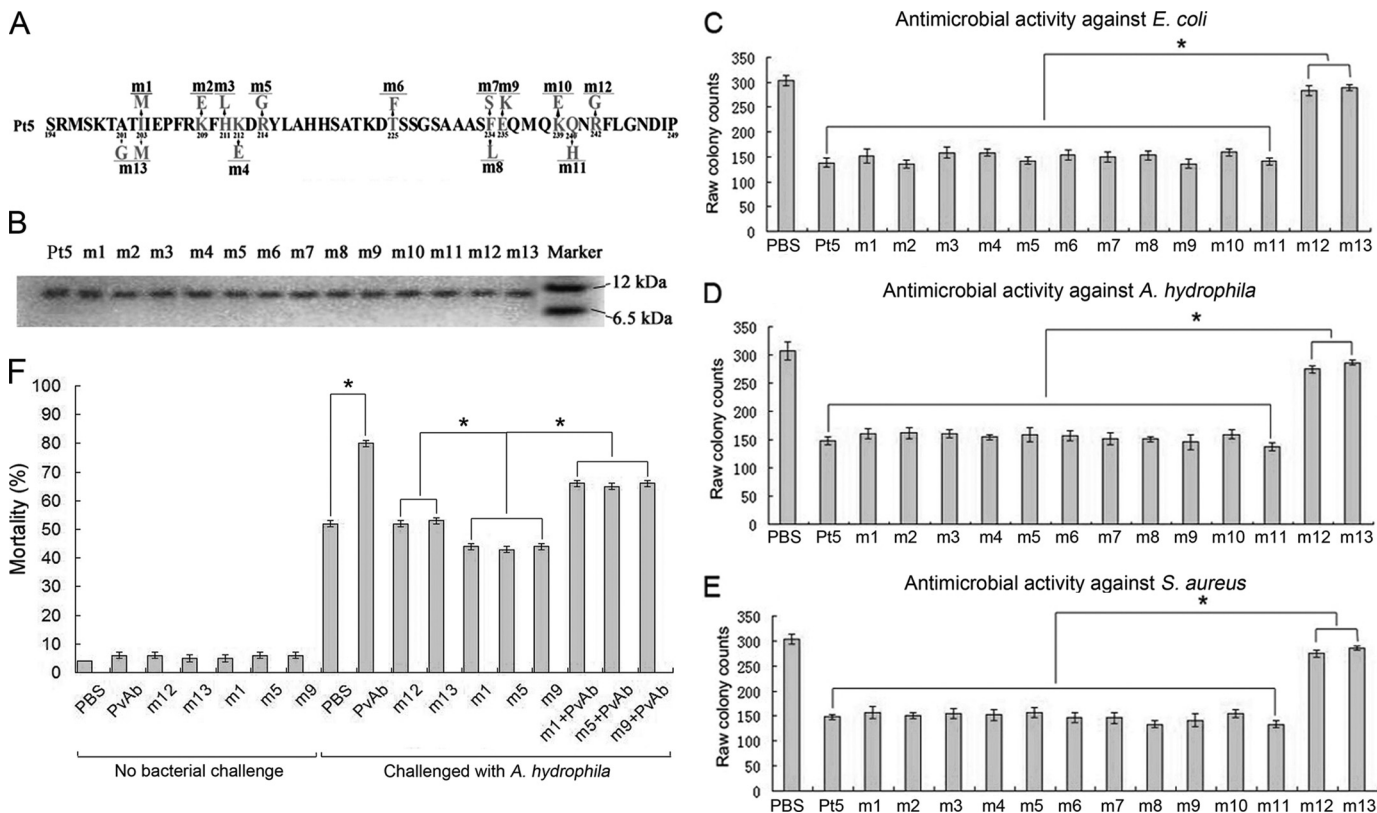 A
m1 m2 m3 m5 m6 m7 m9 m10 m12
M E L G F S K E G
Pt5 SRMSKTATIIEPFRKFHKDRYLAHHSATKDTSSGSAAASFEQMQKQNRFLGNDIP
194 201 203 209 211 212 214 225 234 235 239 240 242 249
G M E L H
m13 m4 m8 m11
B
Pt5 m1 m2 m3 m4 m5 m6 m7 m8 m9 m10 m11 m12 m13 Marker
12 kDa
6.5 kDa
F
Mortality (%)
100
90
80
70
60
50
40
30
20
10
0
* * *
PBS PvAb m12 m13 m1 m5 m9 PBS PvAb m12 m13 m1 m5 m9 m1+PvAb m5+PvAb m9+PvAb
No bacterial challenge Challenged with A. hydrophila
C
Antimicrobial activity against E. coli
*
Raw colony counts
350
300
250
200
150
100
50
0
PBS Pt5 m1 m2 m3 m4 m5 m6 m7 m8 m9 m10 m11 m12 m13
D
Antimicrobial activity against A. hydrophila
*
Raw colony counts
350
300
250
200
150
100
50
0
PBS Pt5 m1 m2 m3 m4 m5 m6 m7 m8 m9 m10 m11 m12 m13
E
Antimicrobial activity against S. aureus
*
Raw colony counts
350
300
250
200
150
100
50
0
PBS Pt5 m1 m2 m3 m4 m5 m6 m7 m8 m9 m10 m11 m12 m13